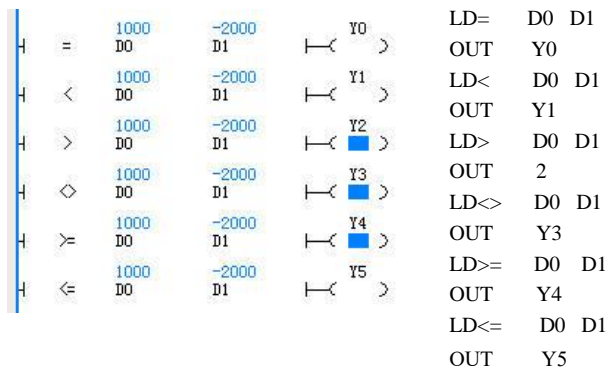 1000 -2000 Y0
= D0 D1
1000 -2000 Y1
< D0 D1
1000 -2000 Y2
> D0 D1
1000 -2000 Y3
<> D0 D1
1000 -2000 Y4
>= D0 D1
1000 -2000 Y5
<= D0 D1
LD= D0 D1
OUT Y0
LD< D0 D1
OUT Y1
LD> D0 D1
OUT 2
LD<> D0 D1
OUT Y3
LD>= D0 D1
OUT Y4
LD<= D0 D1
OUT Y5